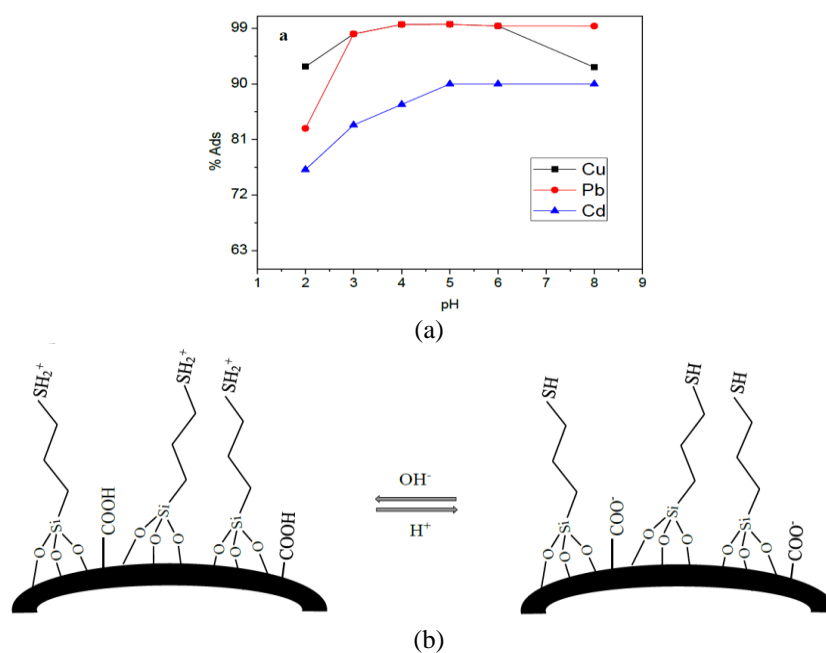 a
99
90
81
72
63
% Ads
Cu
Pb
Cd
1 2 3 4 5 6 7 8 9
pH
(a)
SH2+ SH2+ SH2+ SH SH SH
COOH COOH COO- COO-
Si Si Si Si Si Si
OH-
H+
O O O O O O O O O O O O O O O O O O
(b)